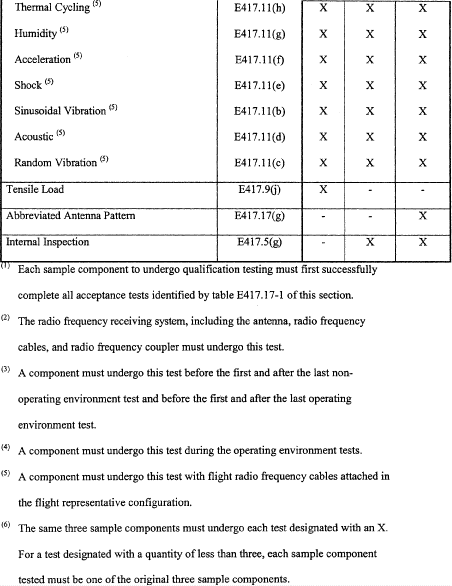 Thermal Cycling (5) E417.11(h) X X X
Humidity (5) E417.11(g) X X X
Acceleration (5) E417.11(f) X X X
Shock (5) E417.11(e) X X X
Sinusoidal Vibration (5) E417.11(b) X X X
Acoustic (5) E417.11(d) X X X
Random Vibration (5) E417.11(c) X X X
Tensile Load E417.9(j) X - -
Abbreviated Antenna Pattern E417.17(g) - - X
Internal Inspection E417.5(g) - X X
(1) Each sample component to undergo qualification testing must first successfully
complete all acceptance tests identified by table E417.17-1 of this section.
(2) The radio frequency receiving system, including the antenna, radio frequency
cables, and radio frequency coupler must undergo this test.
(3) A component must undergo this test before the first and after the last non-
operating environment test and before the first and after the last operating
environment test.
(4) A component must undergo this test during the operating environment tests.
(5) A component must undergo this test with flight radio frequency cables attached in
the flight representative configuration.
(6) The same three sample components must undergo each test designated with an X.
For a test designated with a quantity of less than three, each sample component
tested must be one of the original three sample components.